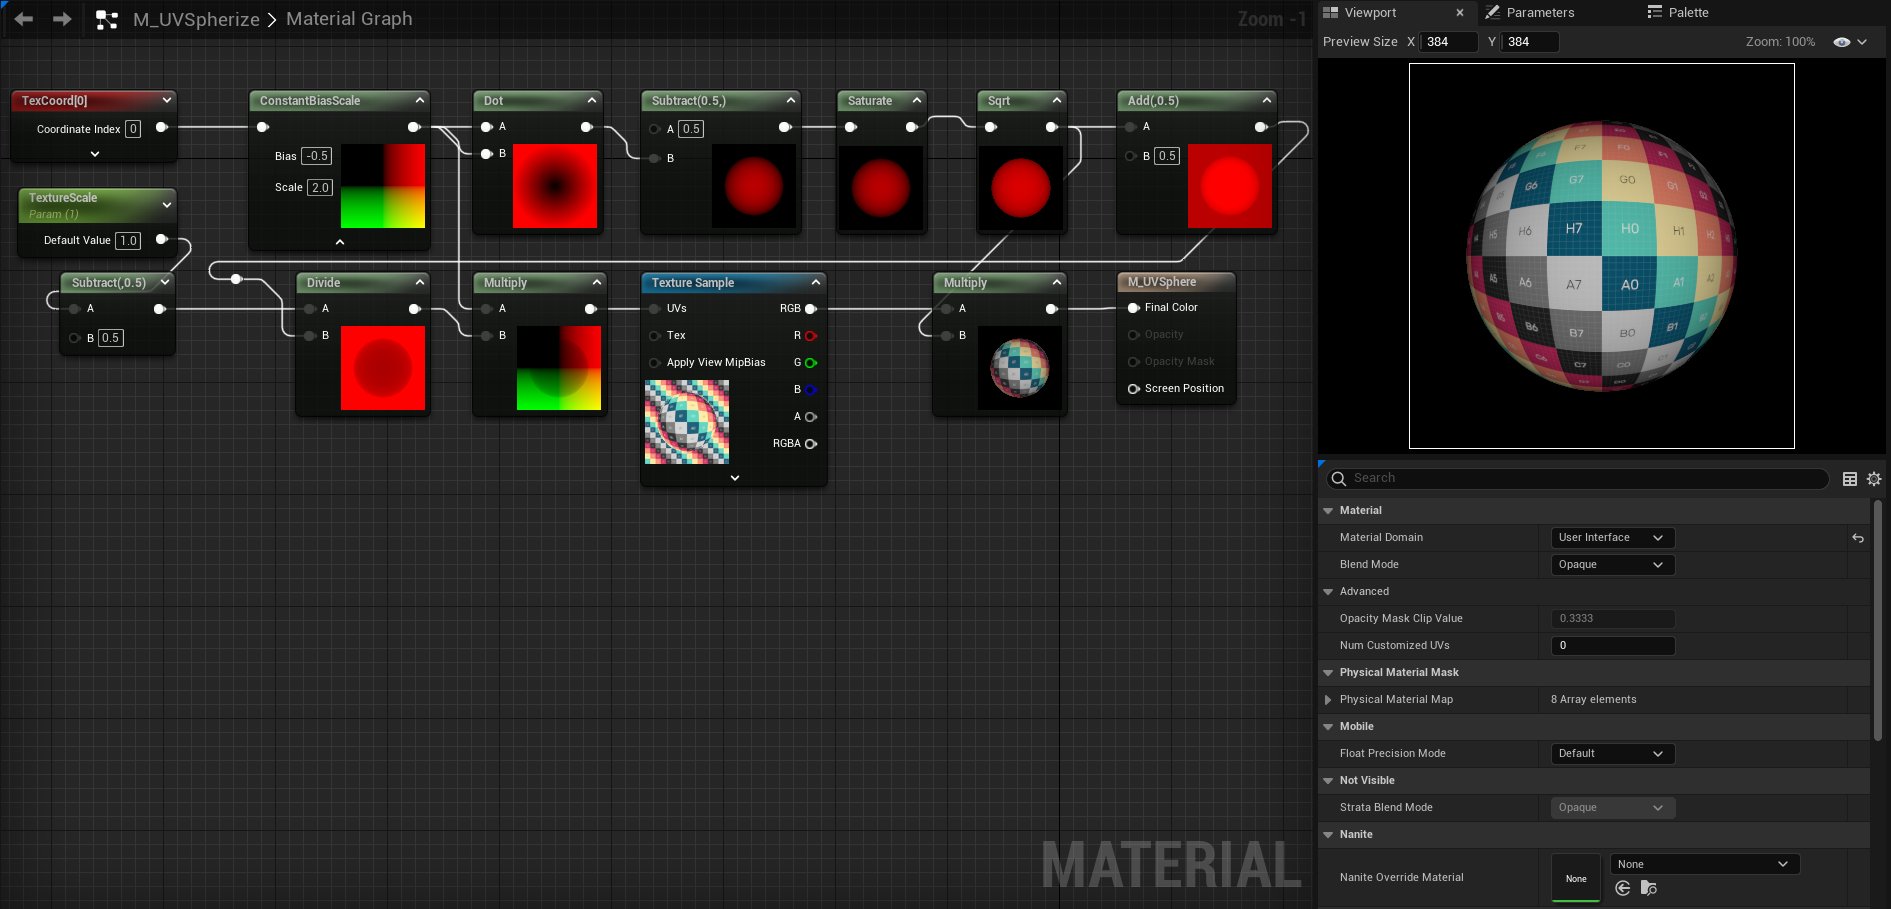 M_UVSpherize > Material Graph
Zoom -1
TexCoord[0]
Coordinate Index 0
ConstantBiasScale
Bias -0.5
Scale 2.0
Dot
A
B
Subtract(0.5,)
A 0.5
B
Saturate
Sqrt
Add(,0.5)
A
B 0.5
TextureScale
Param (1)
Default Value 1.0
Subtract(,0.5)
A
B 0.5
Divide
A
B
Multiply
A
B
Texture Sample
UVs
Tex
Apply View MipBias
RGB
R
G
B
A
RGBA
Multiply
A
B
M_UVSphere
Final Color
Opacity
Opacity Mask
Screen Position
MATERIAL
Viewport
Parameters
Palette
Preview Size X 384 Y 384
Zoom: 100%
F7 F0 F1
G6 G7 G0 G1
H5 H6 H7 H0 H1 H2
A5 A6 A7 A0 A1 A2
B6 B7 B0 B1
C6 C7 C0
Search
Material
Material Domain User Interface
Blend Mode Opaque
Advanced
Opacity Mask Clip Value 0.3333
Num Customized UVs 0
Physical Material Mask
Physical Material Map 8 Array elements
Mobile
Float Precision Mode Default
Not Visible
Strata Blend Mode Opaque
Nanite
Nanite Override Material None None